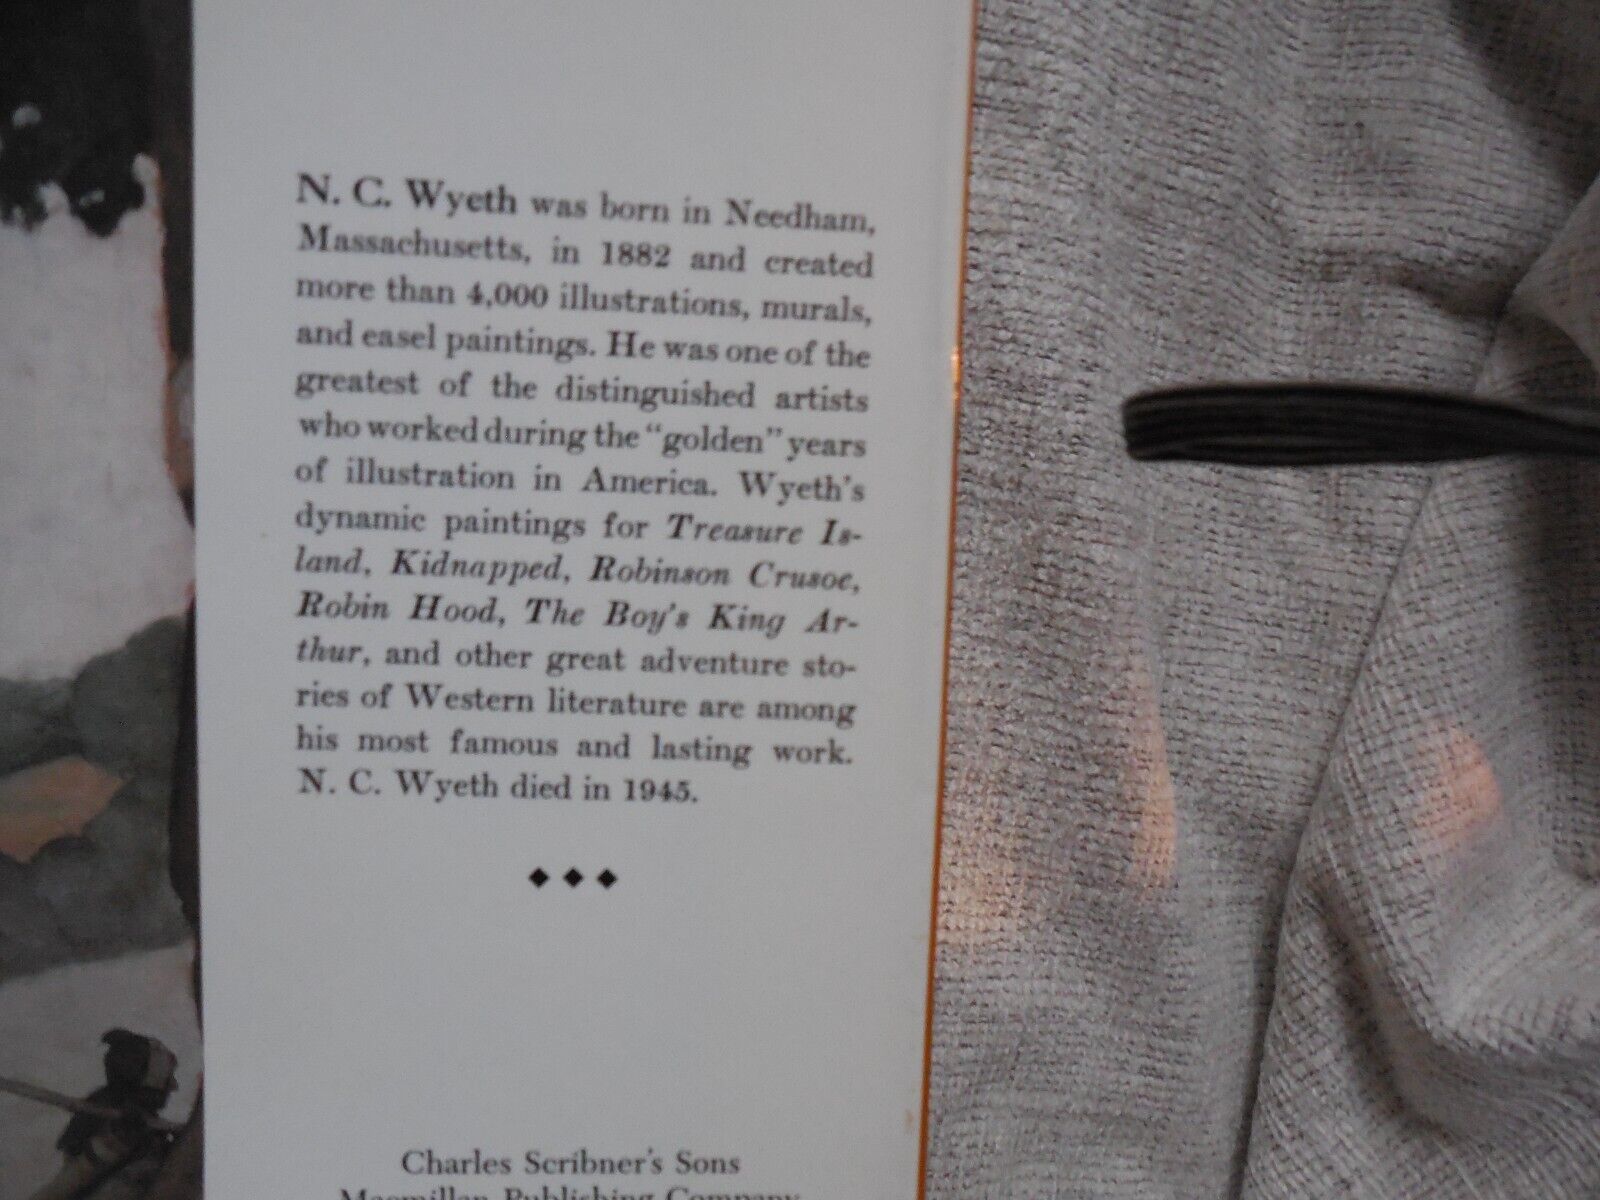 N. C. Wyeth was born in Needham,
Massachusetts, in 1882 and created
more than 4,000 illustrations, murals,
and easel paintings. He was one of the
greatest of the distinguished artists
who worked during the "golden" years
of illustration in America. Wyeth's
dynamic paintings for Treasure Is-
land, Kidnapped, Robinson Crusoe,
Robin Hood, The Boy's King Ar-
thur, and other great adventure sto-
ries of Western literature are among
his most famous and lasting work.
N. C. Wyeth died in 1945.
Charles Scribner's Sons
Macmillan Publishing Company